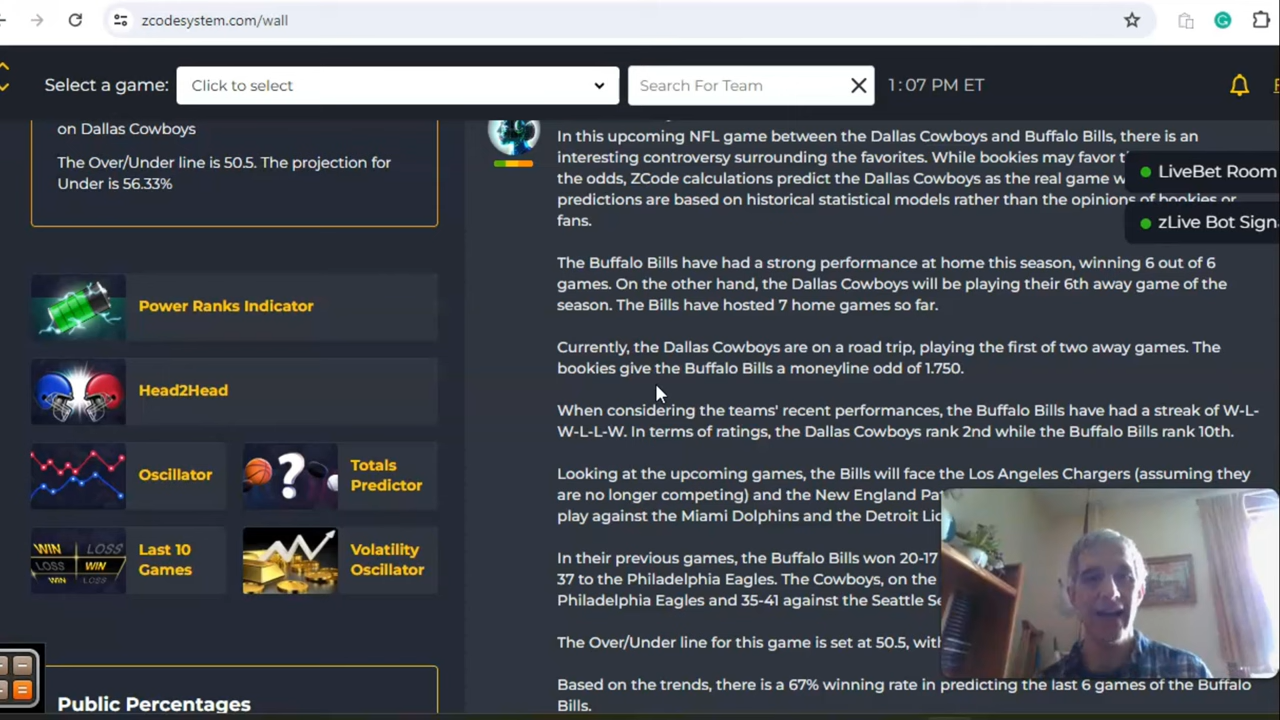 zcodesystem.com/wall
Select a game:
Click to select
Search For Team
1:07 PM ET
on Dallas Cowboys
The Over/Under line is 50.5. The projection for
Under is 56.33%
Power Ranks Indicator
Head2Head
Oscillator
Totals
Predictor
WIN LOSS
LOSS WIN
WIN LOSS
Last 10
Games
Volatility
Oscillator
Public Percentages
In this upcoming NFL game between the Dallas Cowboys and Buffalo Bills, there is an
interesting controversy surrounding the favorites. While bookies may favor
the odds, ZCode calculations predict the Dallas Cowboys as the real game
predictions are based on historical statistical models rather than the opinions of bookies or
fans.
LiveBet Room
zLive Bot
The Buffalo Bills have had a strong performance at home this season, winning 6 out of 6
games. On the other hand, the Dallas Cowboys will be playing their 6th away game of the
season. The Bills have hosted 7 home games so far.
Currently, the Dallas Cowboys are on a road trip, playing the first of two away games. The
bookies give the Buffalo Bills a moneyline odd of 1.750.
When considering the teams' recent performances, the Buffalo Bills have had a streak of W-L-
W-L-L-W. In terms of ratings, the Dallas Cowboys rank 2nd while the Buffalo Bills rank 10th.
Looking at the upcoming games, the Bills will face the Los Angeles Chargers (assuming they
are no longer competing) and the New England
play against the Miami Dolphins and the Detroit
In their previous games, the Buffalo Bills won 20-17
37 to the Philadelphia Eagles. The Cowboys, on the
Philadelphia Eagles and 35-41 against the Seattle
The Over/Under line for this game is set at 50.5,
Based on the trends, there is a 67% winning rate in predicting the last 6 games of the Buffalo
Bills.